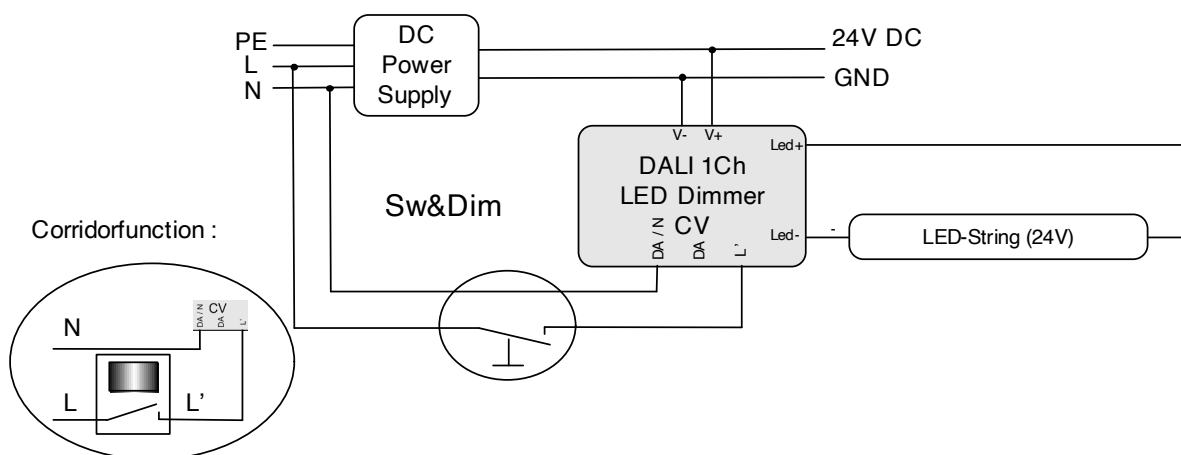 PE
L
N
DC
Power
Supply
24V DC
GND
V- V+
Led+
DALI 1Ch
LED Dimmer
CV
DA / N
DA
L'
Led-
-
LED-String (24V)
Sw&Dim
Corridorfunction :
CV
DA / N
DA
L'
N
L
L'